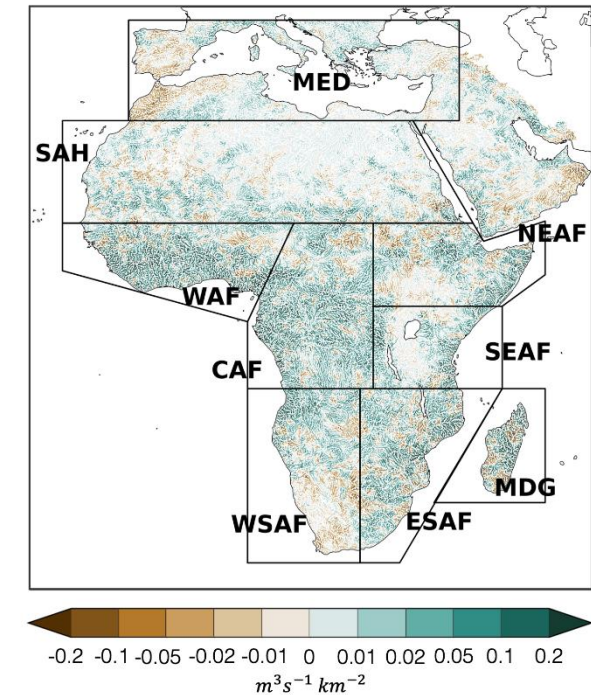 MED
SAH
NEAF
WAF
SEAF
CAF
MDG
WSAF
ESAF
-0.2 -0.1 -0.05 -0.02 -0.01 0 0.01 0.02 0.05 0.1 0.2
m³s⁻¹ km⁻²